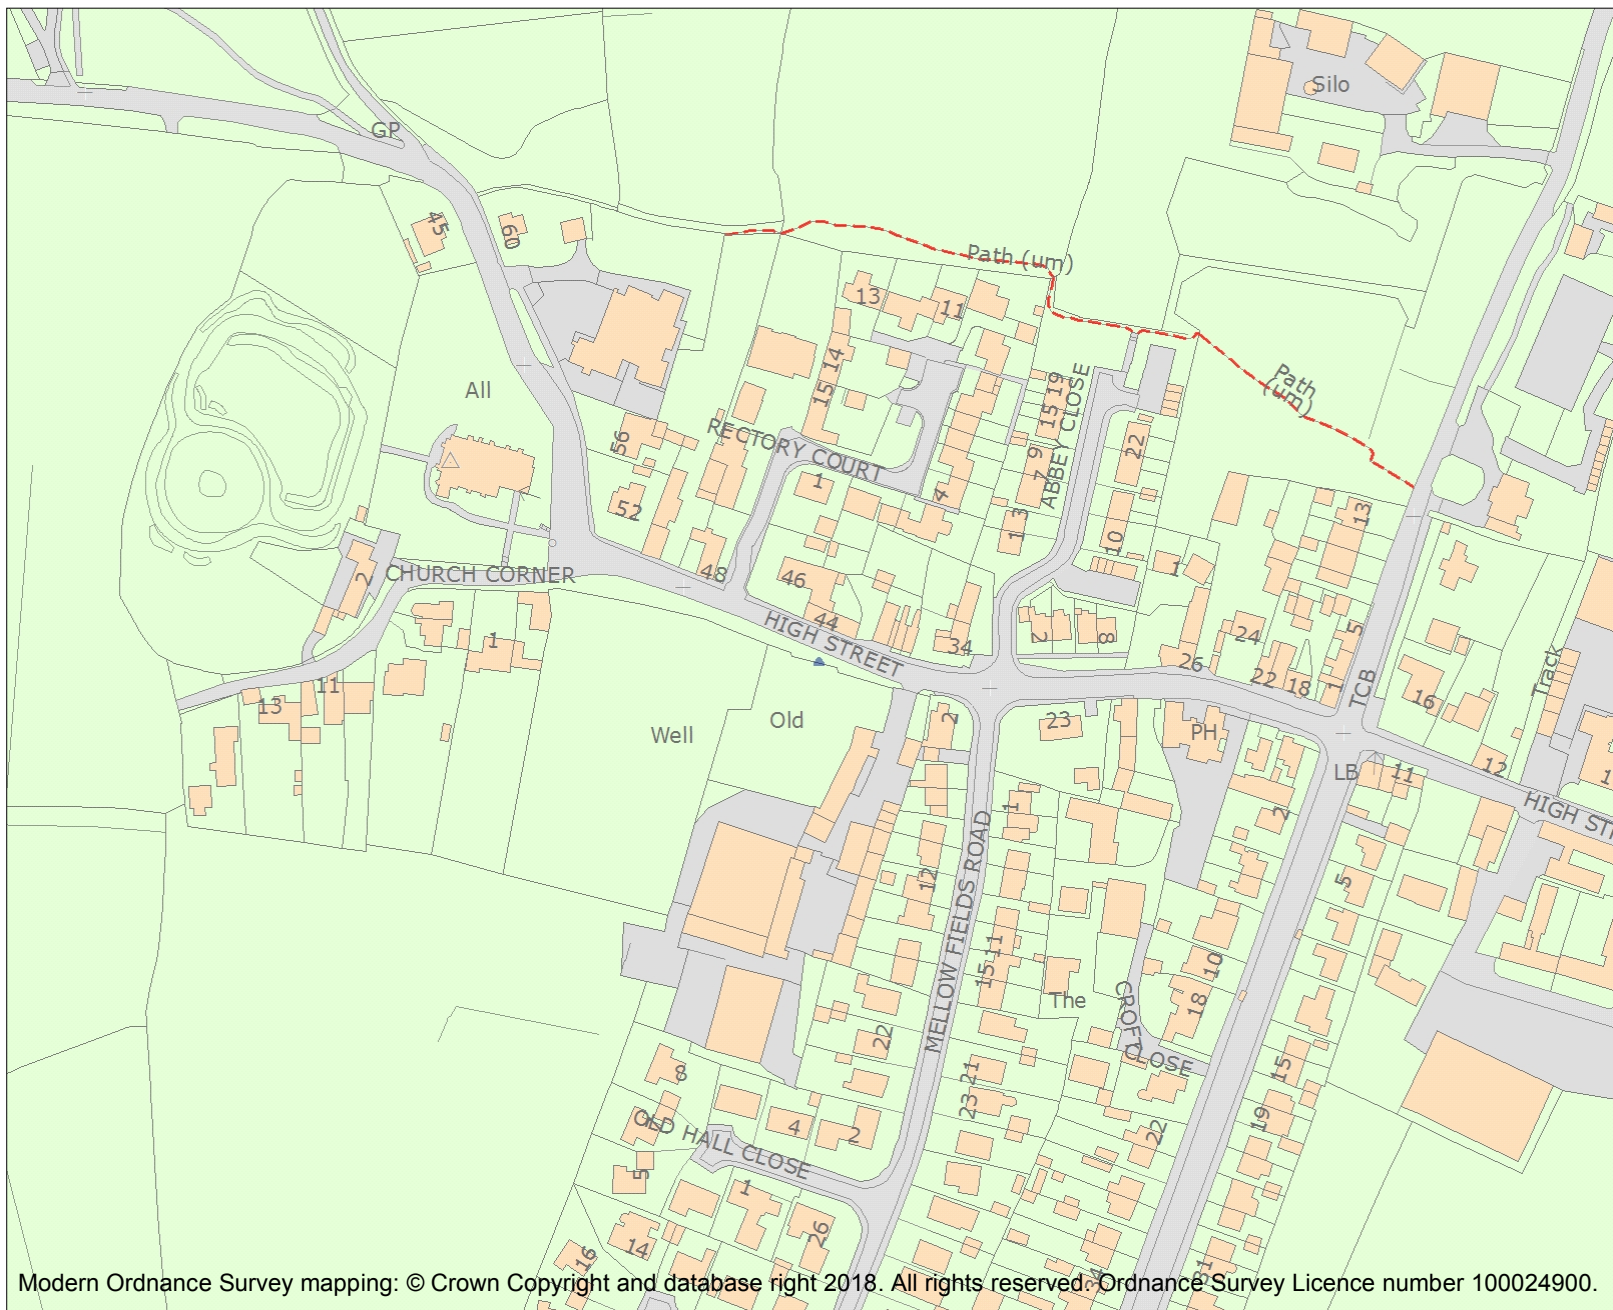 Silo
GP
45
60
Path (um)
13
11
All
14
15
Path
(um)
19
15
ABBEY CLOSE
56
RECTORY COURT
22
9
7
1
4
52
13
13
10
48
46
1
2
CHURCH CORNER
44
HIGH STREET
34
2
8
24
5
1
26
22
18
1
TCB
Track
16
11
13
Old
Well
2
23
PH
LB
11
12
1
HIGH STR
1
2
12
5
MELLOW FIELDS ROAD
11
15
10
18
The
CROFT
CLOSE
22
21
23
15
19
8
OLD HALL CLOSE
4
2
22
5
1
26
14
16
34
31
Modern Ordnance Survey mapping: © Crown Copyright and database right 2018. All rights reserved. Ordnance Survey Licence number 100024900.